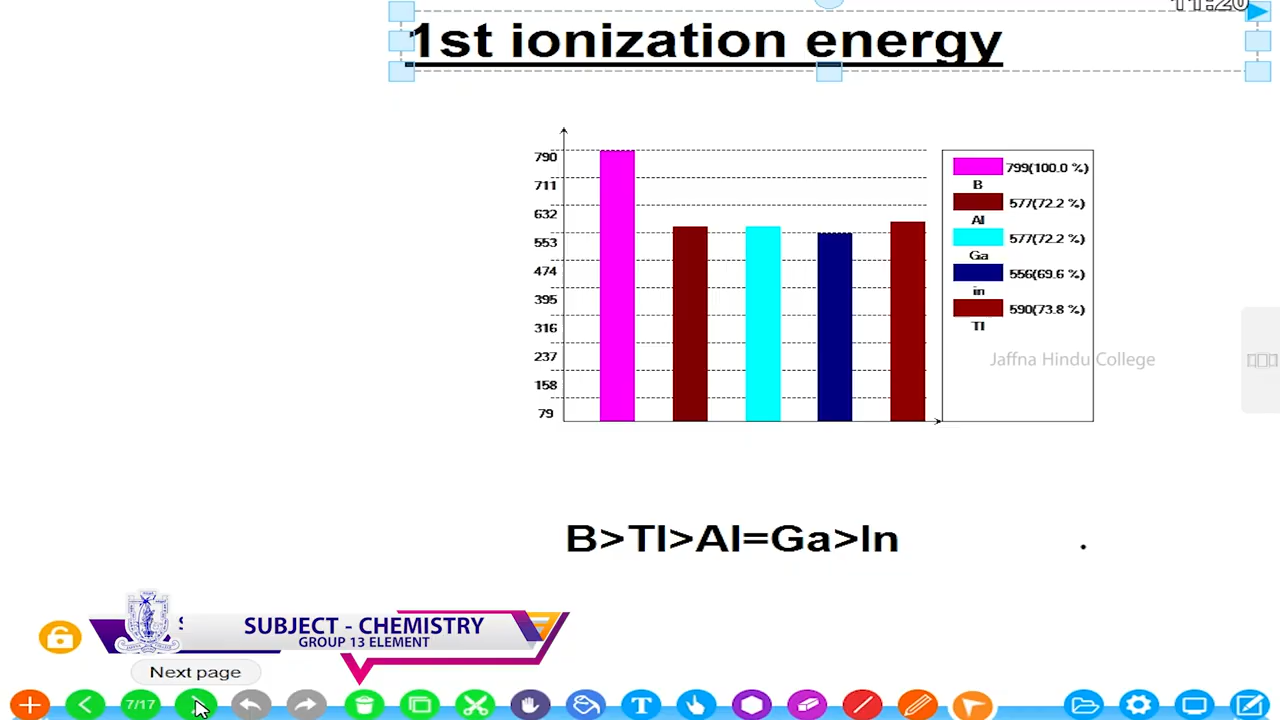 11:20
1st ionization energy
790
711
632
553
474
395
316
237
158
79
799(100.0 %)
B
577(72.2 %)
Al
577(72.2 %)
Ga
556(69.6 %)
in
590(73.8 %)
Tl
Jaffna Hindu College
B>Tl>Al=Ga>In .
SUBJECT - CHEMISTRY
GROUP 13 ELEMENT
Next page
7/17